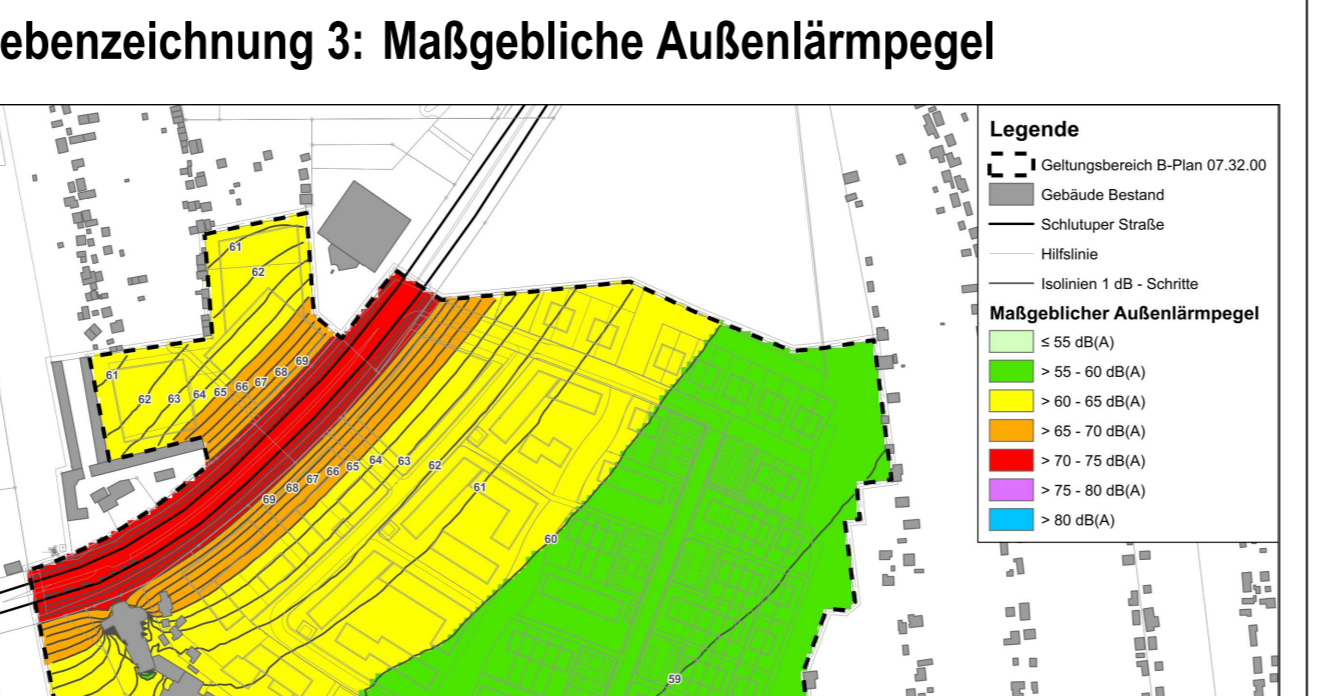 ebenzeichnung 3: Maßgebliche Außenlärmpegel
Legende
Geltungsbereich B-Plan 07.32.00
Gebäude Bestand
Schlutuper Straße
Hilfslinie
Isolinien 1 dB - Schritte
Maßgeblicher Außenlärmpegel
≤ 55 dB(A)
> 55 - 60 dB(A)
> 60 - 65 dB(A)
> 65 - 70 dB(A)
> 70 - 75 dB(A)
> 75 - 80 dB(A)
> 80 dB(A)
61
62
61
62
63
64
65
66
67
68
69
69
68
67
66
65
64
63
62
61
60
59